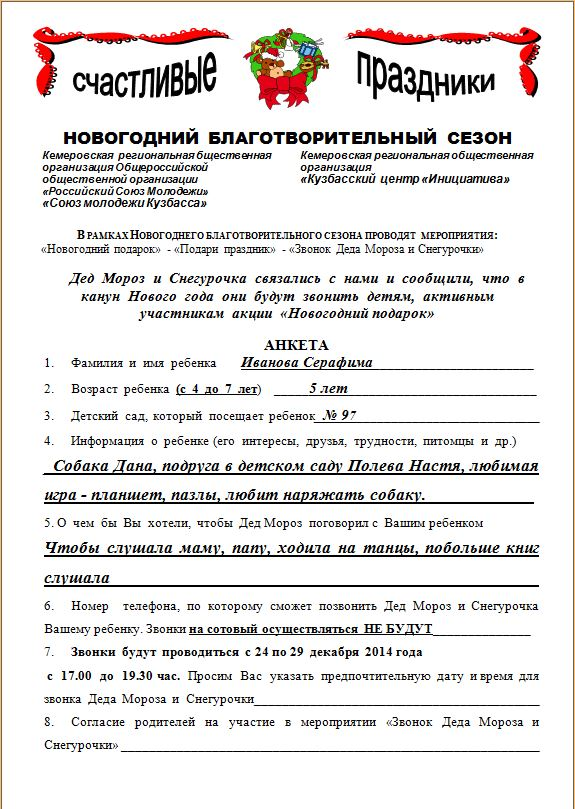 счастливые праздники
НОВОГОДНИЙ БЛАГОТВОРИТЕЛЬНЫЙ СЕЗОН
Кемеровская региональная бщественная
организация Общероссийской
общественной организации
«Российский Союз Молодежи»
«Союз молодежи Кузбасса»
Кемеровская региональная общественная
организация
«Кузбасский центр «Инициатива»
В РАМКАХ НОВОГОДНЕГО БЛАГОТВОРИТЕЛЬНОГО СЕЗОНА ПРОВОДЯТ МЕРОПРИЯТИЯ:
«Новогодний подарок» - «Подари праздник» - «Звонок Деда Мороза и Снегурочки»
Дед Мороз и Снегурочка связались с нами и сообщили, что в
канун Нового года они будут звонить детям, активным
участникам акции «Новогодний подарок»
АНКЕТА
1. Фамилия и имя ребенка Иванова Серафима
2. Возраст ребенка (с 4 до 7 лет) 5 лет
3. Детский сад, который посещает ребенок № 97
4. Информация о ребенке (его интересы, друзья, трудности, питомцы и др.)
Собака Дана, подруга в детском саду Полева Настя, любимая
игра - планшет, пазлы, любит наряжать собаку.
5. О чем бы Вы хотели, чтобы Дед Мороз поговорил с Вашим ребенком
Чтобы слушала маму, папу, ходила на танцы, побольше книг
слушала
6. Номер телефона, по которому сможет позвонить Дед Мороз и Снегурочка
Вашему ребенку. Звонки на сотовый осуществляться НЕ БУДУТ
7. Звонки будут проводиться с 24 по 29 декабря 2014 года
с 17.00 до 19.30 час. Просим Вас указать предпочтительную дату и время для
звонка Деда Мороза и Снегурочки
8. Согласие родителей на участие в мероприятии «Звонок Деда Мороза и
Снегурочки»